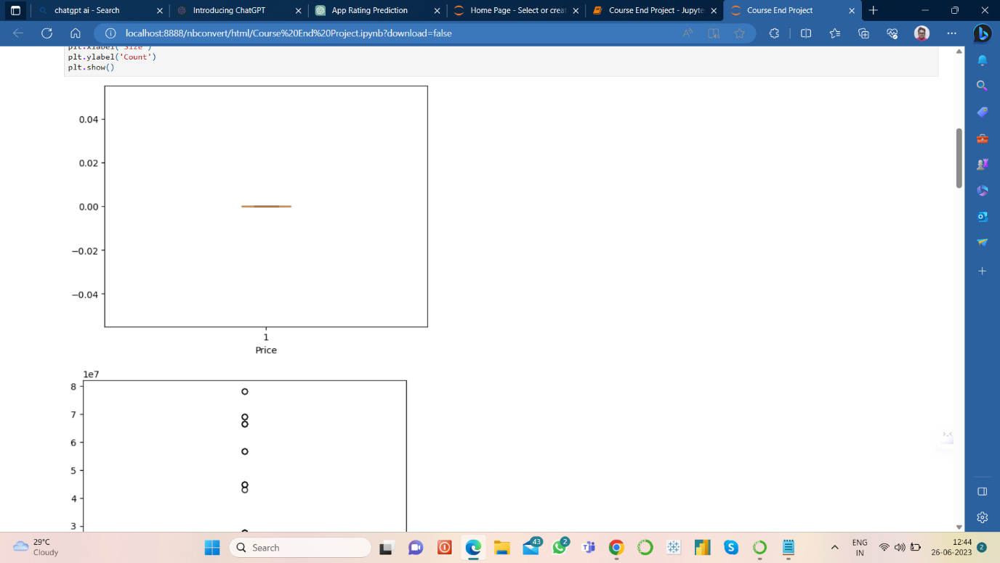 chatgpt ai - Search
Introducing ChatGPT
App Rating Prediction
Home Page - Select or creat
Course End Project - Jupyte
Course End Project
localhost:8888/nbconvert/html/Course%20End%20Project.ipynb?download=false
plt.xlabel('Size')
plt.ylabel('Count')
plt.show()
0.04
0.02
0.00
−0.02
−0.04
1
Price
1e7
8
7
6
5
4
3
29°C
Cloudy
Search
43
2
ENG
IN
12:44
26-06-2023
2